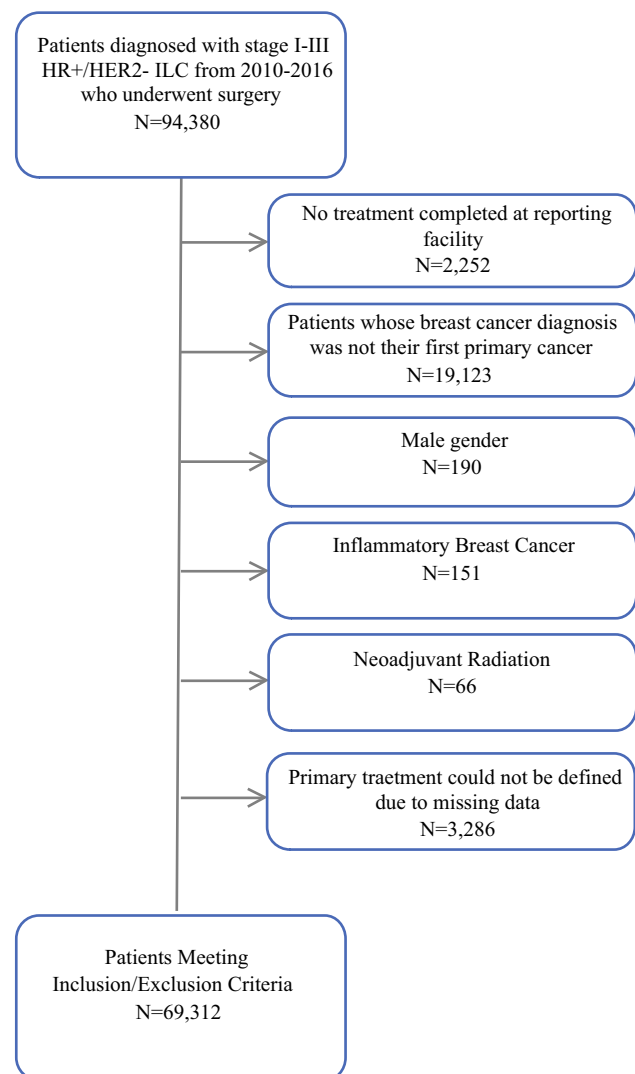 Patients diagnosed with stage I-III
HR+/HER2- ILC from 2010-2016
who underwent surgery
N=94,380
No treatment completed at reporting
facility
N=2,252
Patients whose breast cancer diagnosis
was not their first primary cancer
N=19,123
Male gender
N=190
Inflammatory Breast Cancer
N=151
Neoadjuvant Radiation
N=66
Primary traetment could not be defined
due to missing data
N=3,286
Patients Meeting
Inclusion/Exclusion Criteria
N=69,312